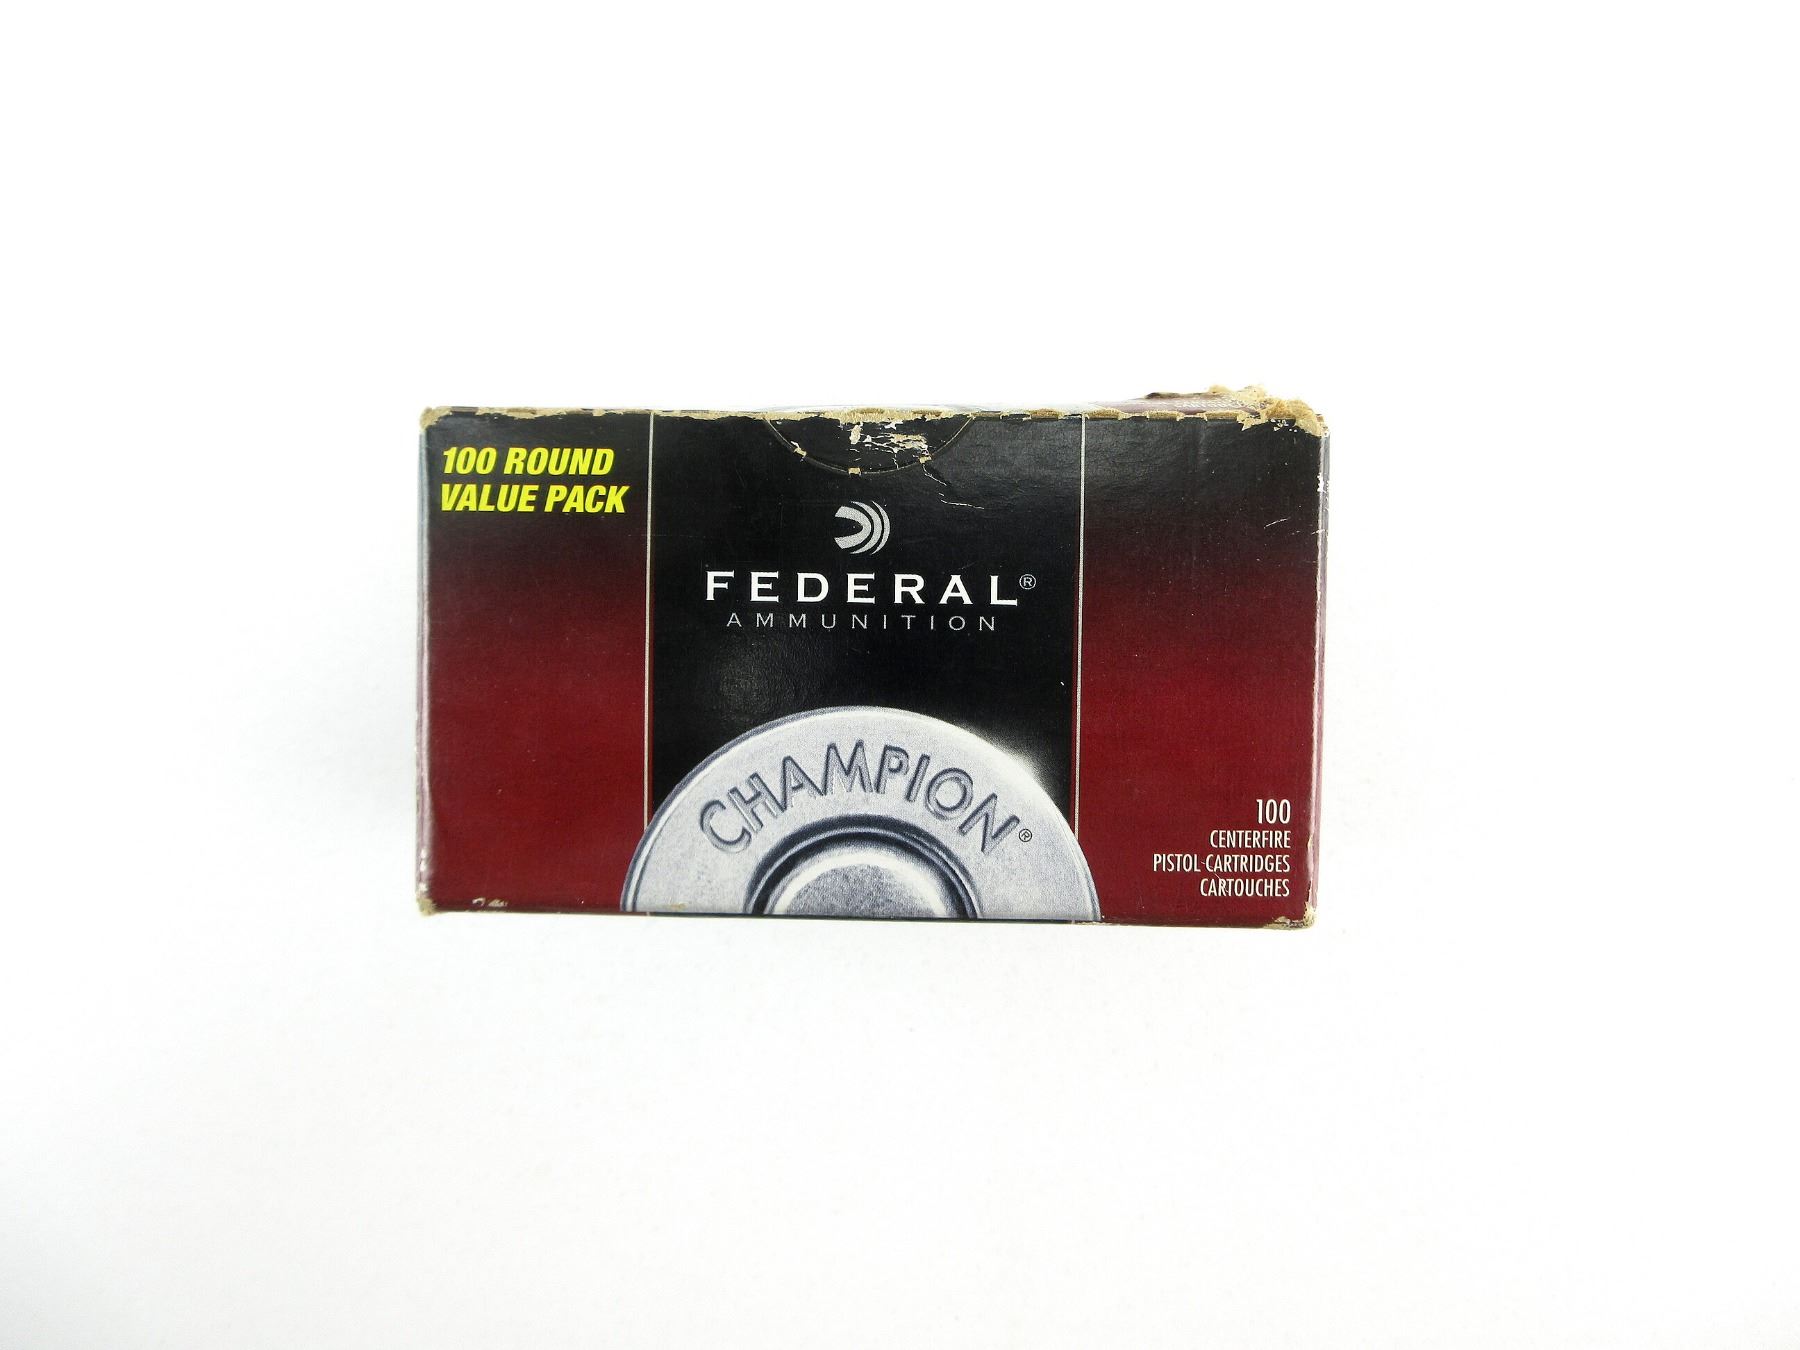 100 ROUND
VALUE PACK
FEDERAL®
AMMUNITION
CHAMPION®
100
CENTERFIRE
PISTOL CARTRIDGES
CARTOUCHES